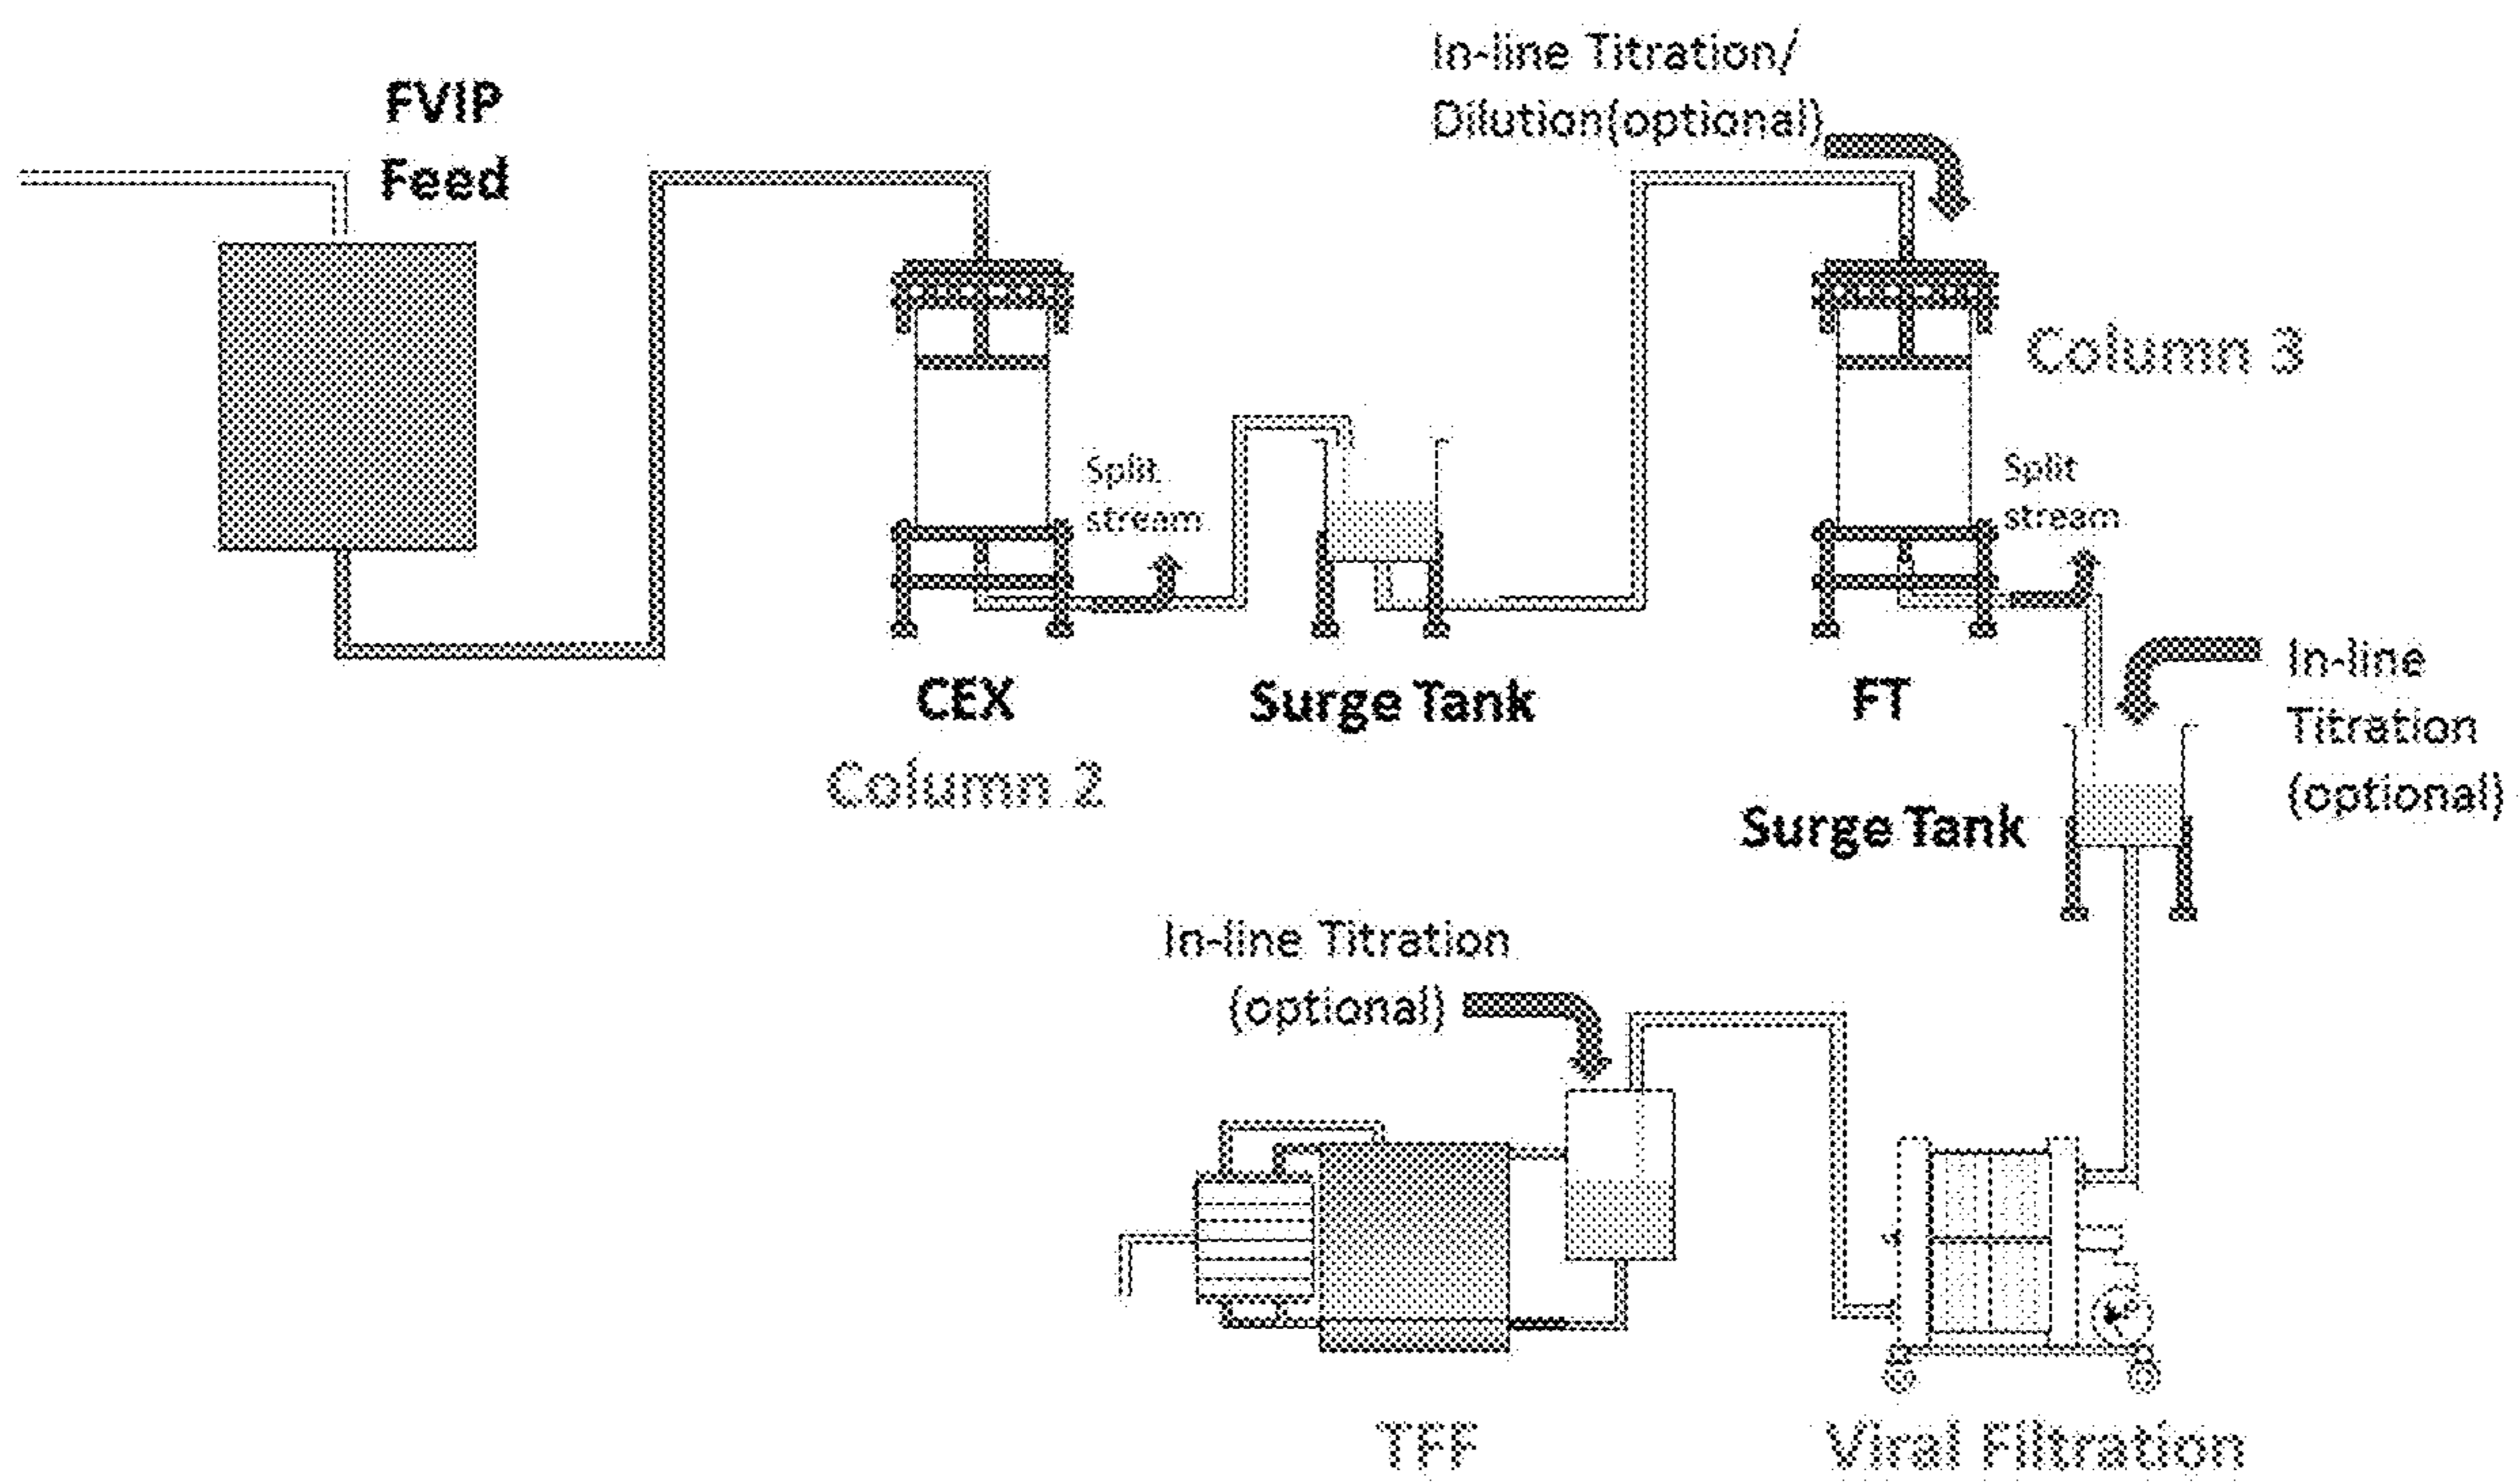 FVIP
Feed
In-line Titration/
Dilution(optional)
Column 3
Split
stream
Split
stream
CEX
Column 2
Surge Tank
FT
In-line
Titration
(optional)
Surge Tank
In-line Titration
(optional)
TFF
Viral Filtration